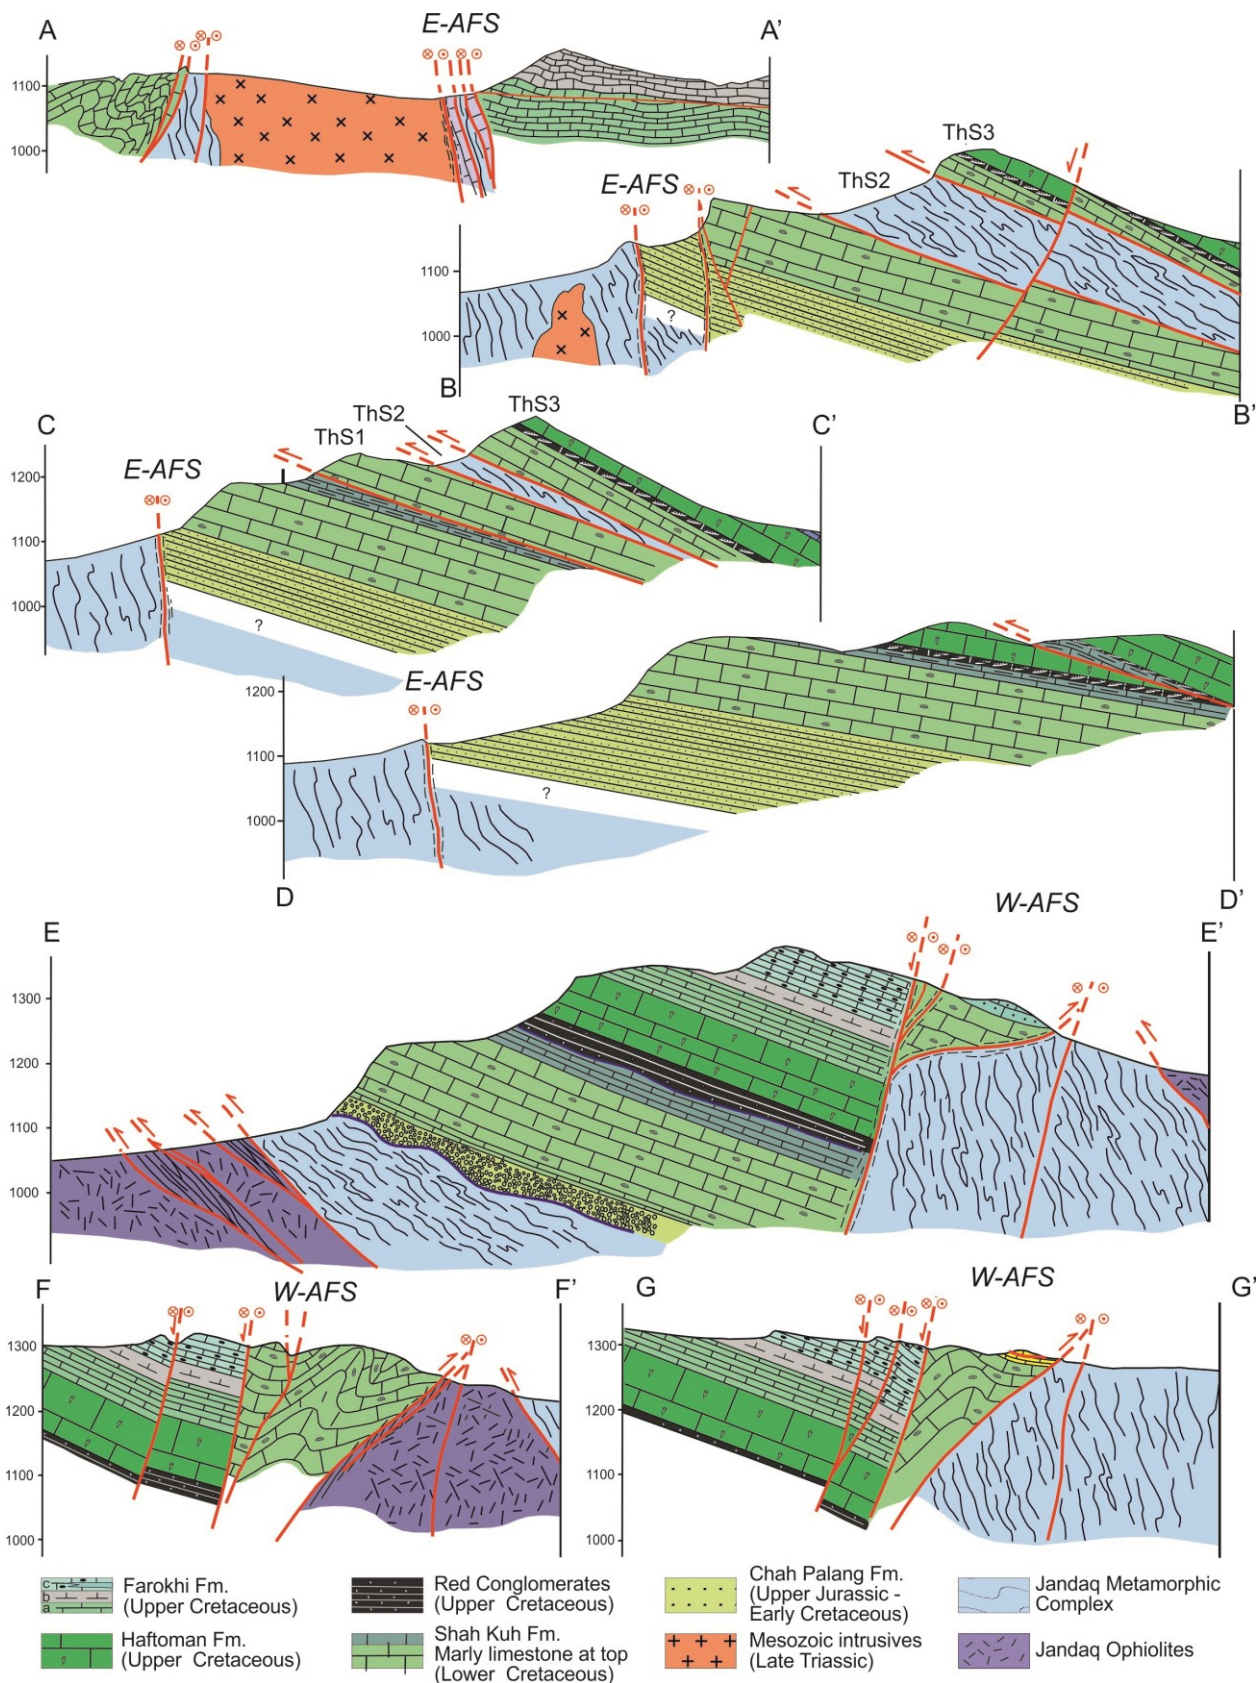 A
E-AFS
A'
1100
1000
ThS3
ThS2
E-AFS
1100
1000
?
B
B'
C
ThS2
ThS3
C'
ThS1
E-AFS
1200
1100
1000
?
E-AFS
1200
1100
1000
?
D
D'
W-AFS
E
E'
1300
1200
1100
1000
F
W-AFS
F'
1300
1200
1100
1000
G
W-AFS
G'
1300
1200
1100
1000
c
b
a
Farokhi Fm.
(Upper Cretaceous)
Haftoman Fm.
(Upper Cretaceous)
Red Conglomerates
(Upper Cretaceous)
Shah Kuh Fm.
Marly limestone at top
(Lower Cretaceous)
Chah Palang Fm.
(Upper Jurassic -
Early Cretaceous)
Mesozoic intrusives
(Late Triassic)
Jandaq Metamorphic
Complex
Jandaq Ophiolites